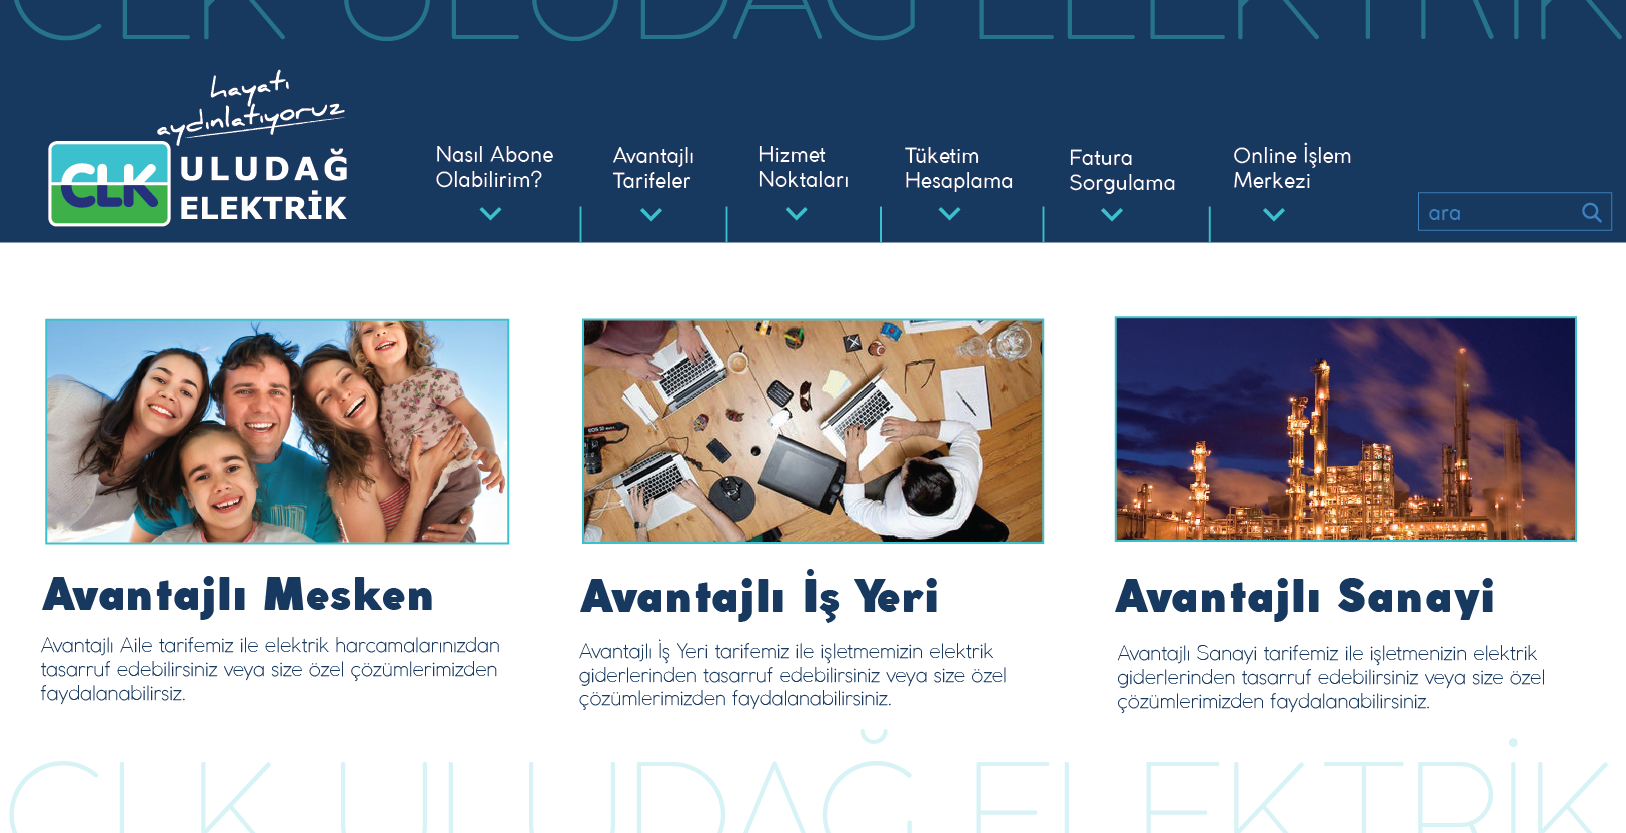 CLK ULUDAĞ ELEKTRİK
hayatı
aydınlatıyoruz
CLK
ULUDAĞ
ELEKTRİK
Nasıl Abone
Olabilirim?
Avantajlı
Tarifeler
Hizmet
Noktaları
Tüketim
Hesaplama
Fatura
Sorgulama
Online İşlem
Merkezi
ara
Avantajlı Mesken
Avantajlı Aile tarifemiz ile elektrik harcamalarınızdan
tasarruf edebilirsiniz veya size özel çözümlerimizden
faydalanabilirsiz.
Avantajlı İş Yeri
Avantajlı İş Yeri tarifemiz ile işletmemizin elektrik
giderlerinden tasarruf edebilirsiniz veya size özel
çözümlerimizden faydalanabilirsiniz.
Avantajlı Sanayi
Avantajlı Sanayi tarifemiz ile işletmenizin elektrik
giderlerinden tasarruf edebilirsiniz veya size özel
çözümlerimizden faydalanabilirsiniz.
CLK ULUDAĞ ELEKTRİK